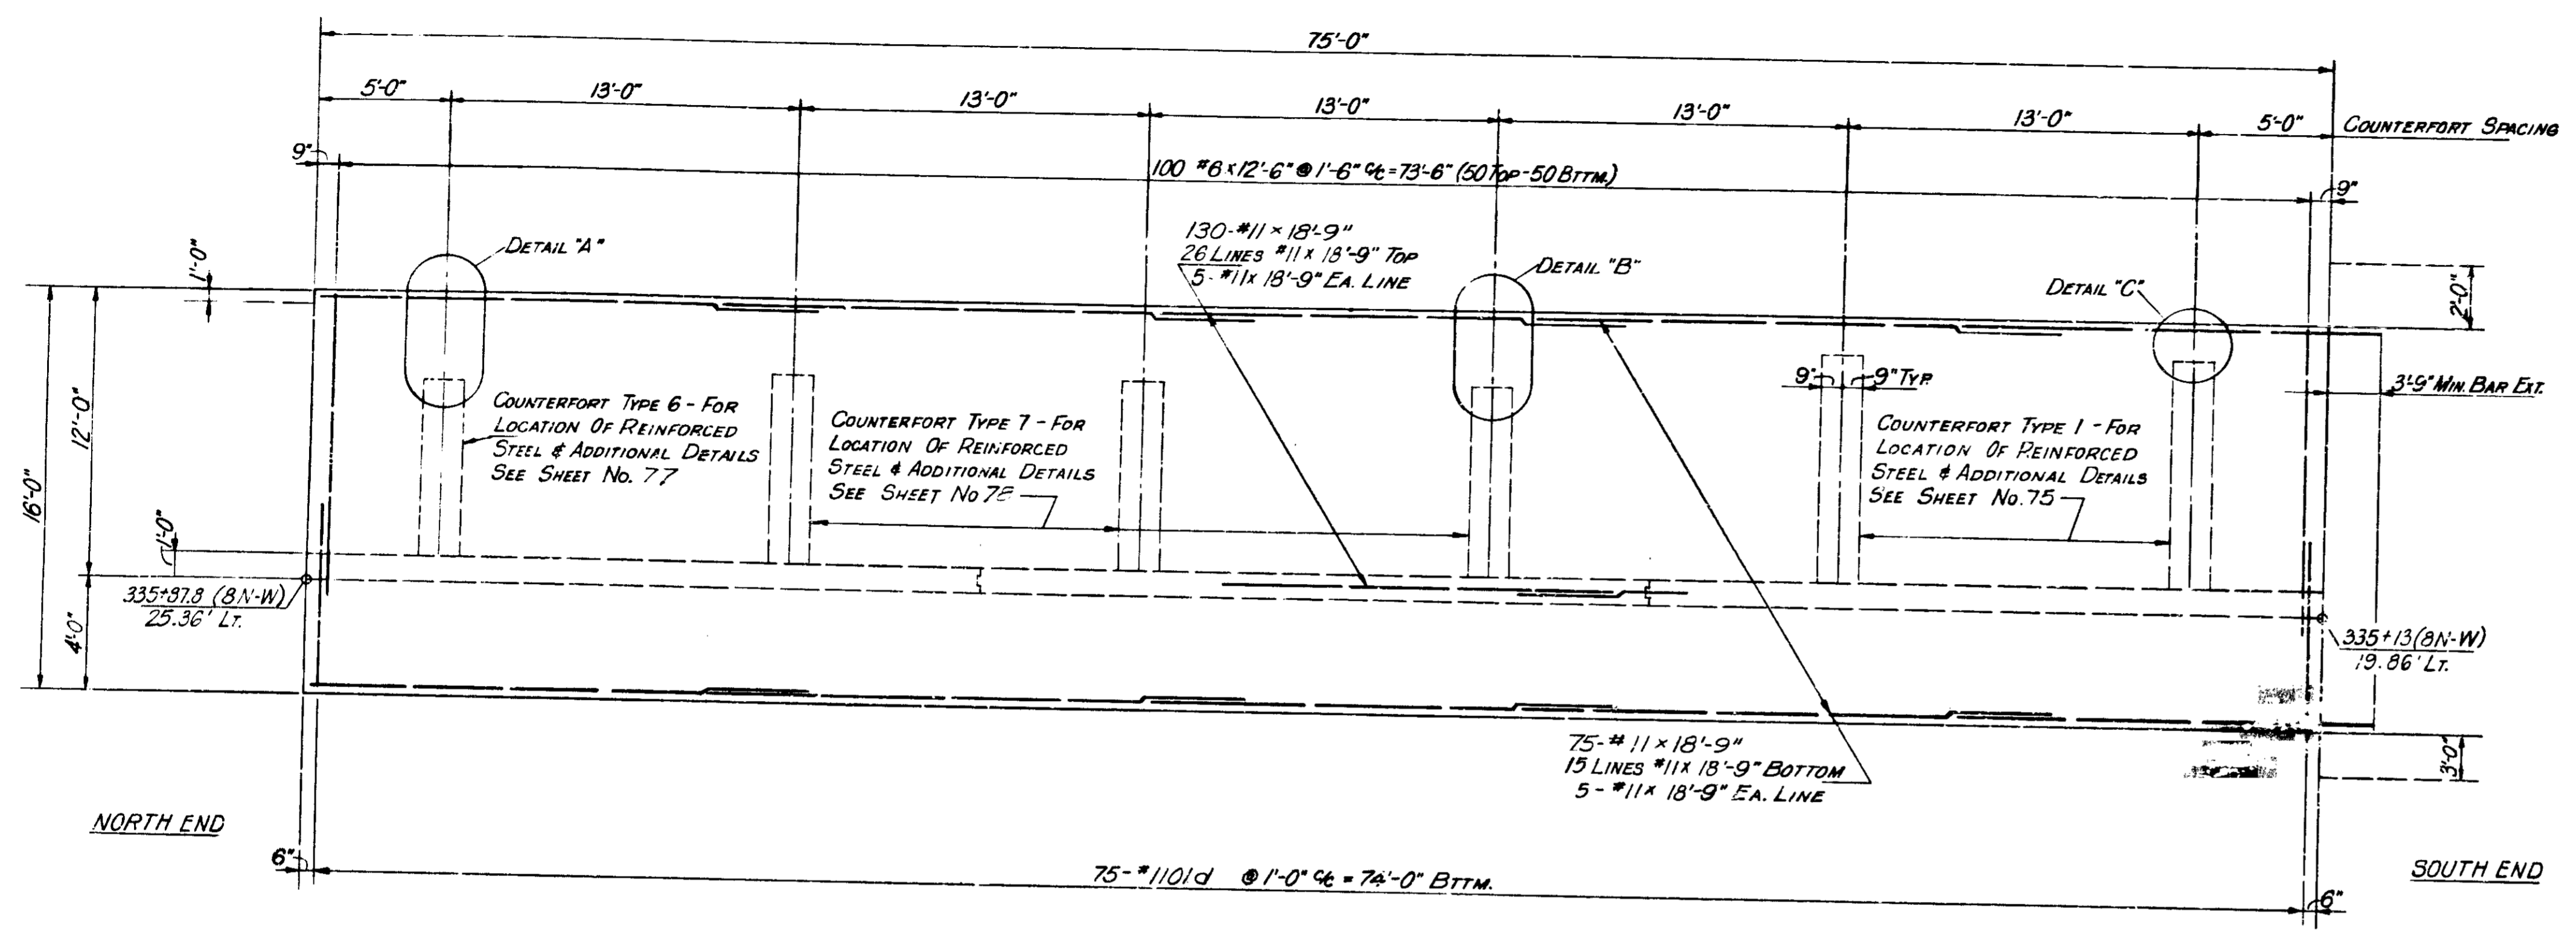 75'-0"
5'-0" 13'-0" 13'-0" 13'-0" 13'-0" 13'-0" 5'-0" COUNTERFORT SPACING
9"
100 #6 x 12'-6" @ 1'-6" c/c = 73'-6" (50 TOP - 50 BTTM.)
9"
130-#11 x 18'-9"
26 LINES #11 x 18'-9" TOP
5-#11 x 18'-9" EA. LINE
DETAIL "A"
DETAIL "B"
DETAIL "C"
1'-0"
2'-0"
9" 9" TYP.
3'-9" MIN. BAR EXT.
16'-0"
12'-0"
1'-0"
4'-0"
COUNTERFORT TYPE 6 - FOR
LOCATION OF REINFORCED
STEEL & ADDITIONAL DETAILS
SEE SHEET No. 77
COUNTERFORT TYPE 7 - FOR
LOCATION OF REINFORCED
STEEL & ADDITIONAL DETAILS
SEE SHEET No 78
COUNTERFORT TYPE 1 - FOR
LOCATION OF REINFORCED
STEEL & ADDITIONAL DETAILS
SEE SHEET No. 75
335+87.8 (8N-W)
25.36' LT.
335+13 (8N-W)
19.86' LT.
75-#11 x 18'-9"
15 LINES #11 x 18'-9" BOTTOM
5-#11 x 18'-9" EA. LINE
3'-0"
NORTH END
6"
75-#1101d @ 1'-0" c/c = 74'-0" BTTM.
6"
SOUTH END